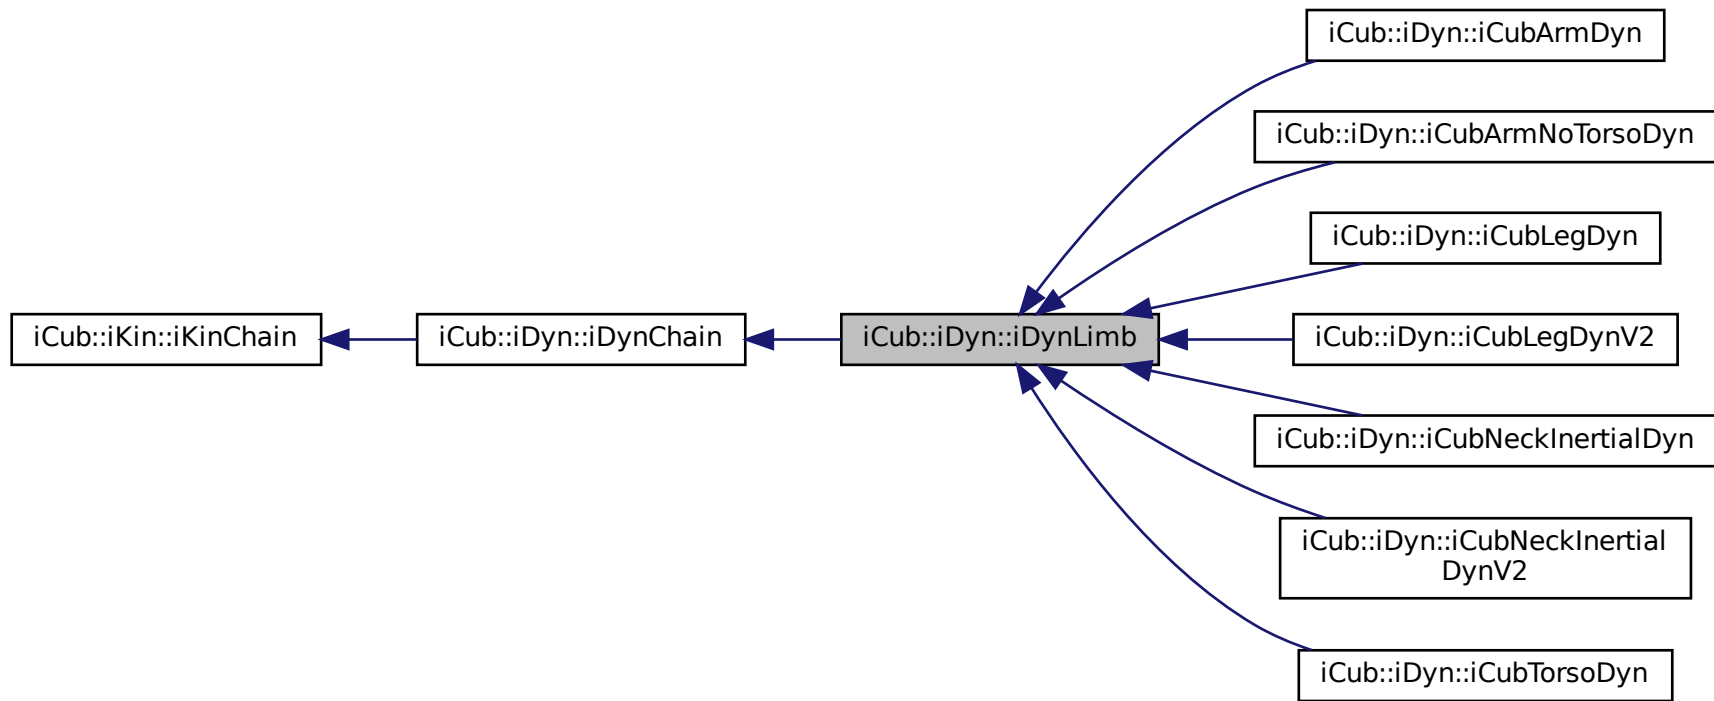 iCub::iKin::iKinChain
iCub::iDyn::iDynChain
iCub::iDyn::iDynLimb
iCub::iDyn::iCubArmDyn
iCub::iDyn::iCubArmNoTorsoDyn
iCub::iDyn::iCubLegDyn
iCub::iDyn::iCubLegDynV2
iCub::iDyn::iCubNeckInertialDyn
iCub::iDyn::iCubNeckInertial
DynV2
iCub::iDyn::iCubTorsoDyn